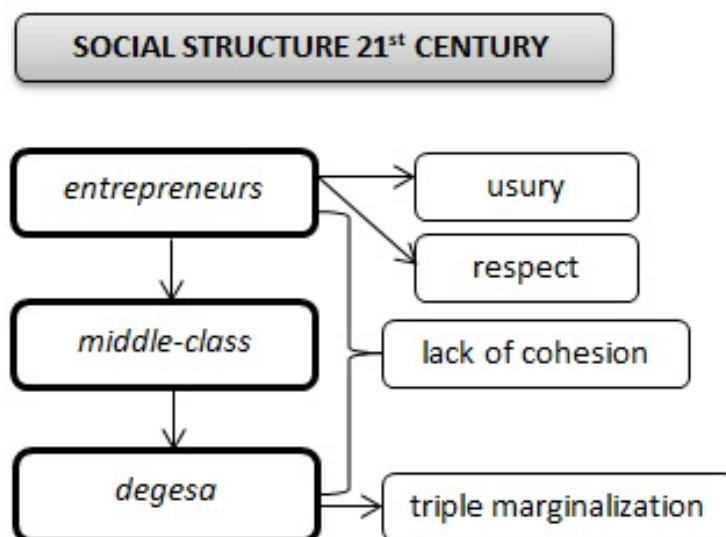 SOCIAL STRUCTURE 21st CENTURY
entrepreneurs
usury
respect
middle-class
lack of cohesion
degesa
triple marginalization